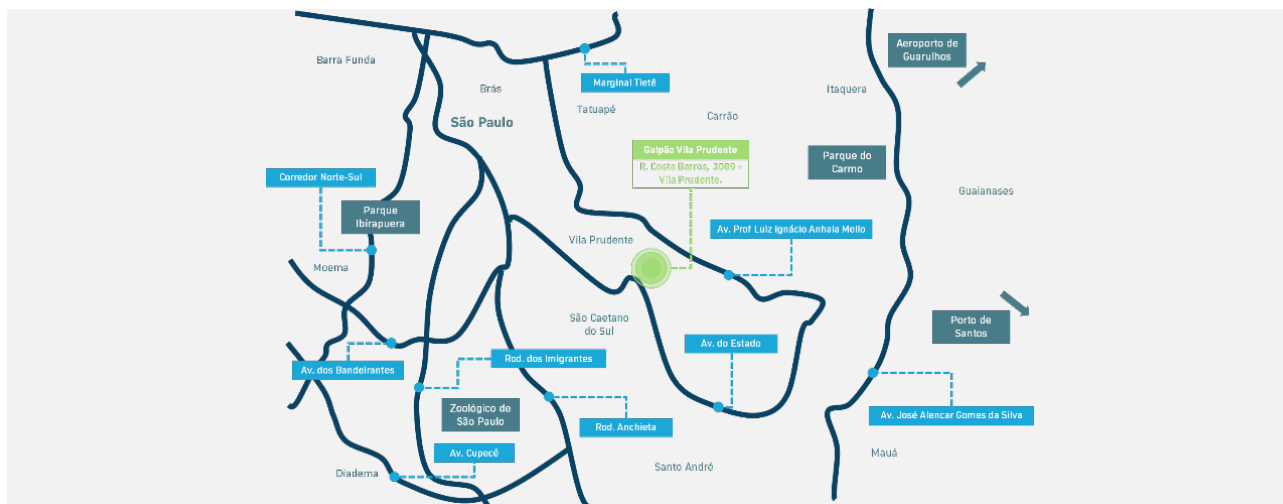 Aeroporto de
Guarulhos
Barra Funda
Marginal Tietê
Brás
Itaquera
Tatuapé
Carrão
São Paulo
Galpão Vila Prudente
R. Costa Barros, 3089 -
Vila Prudente.
Parque do
Carmo
Corredor Norte-Sul
Guaianases
Parque
Ibirapuera
Av. Prof Luiz Ignácio Anhaia Mello
Vila Prudente
Moema
São Caetano
do Sul
Porto de
Santos
Av. do Estado
Rod. dos Imigrantes
Av. dos Bandeirantes
Zoológico de
São Paulo
Av. José Alencar Gomes da Silva
Rod. Anchieta
Av. Cupecê
Mauá
Santo André
Diadema